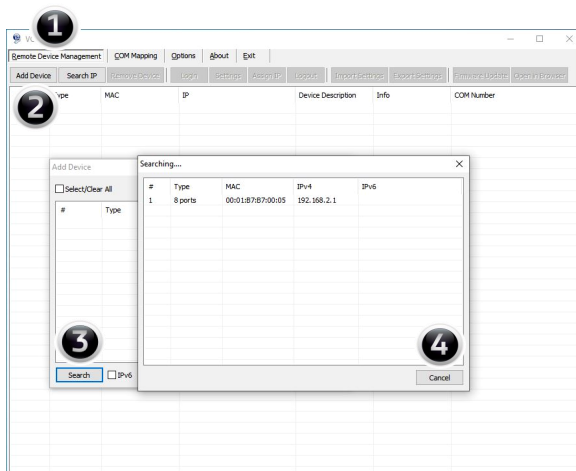 1
VC
Remote Device Management COM Mapping Options About Exit
Add Device Search IP Remove Device Login Settings Assign IP Logout Import Settings Export Settings Firmware Update Open in Browser
2
MAC IP Device Description Info COM Number
Add Device
Searching....
Select/Clear All
# Type MAC IPv4 IPv6
1 8 ports 00:01:B7:B7:00:05 192.168.2.1
# Type
3
4
Search IPv6
Cancel